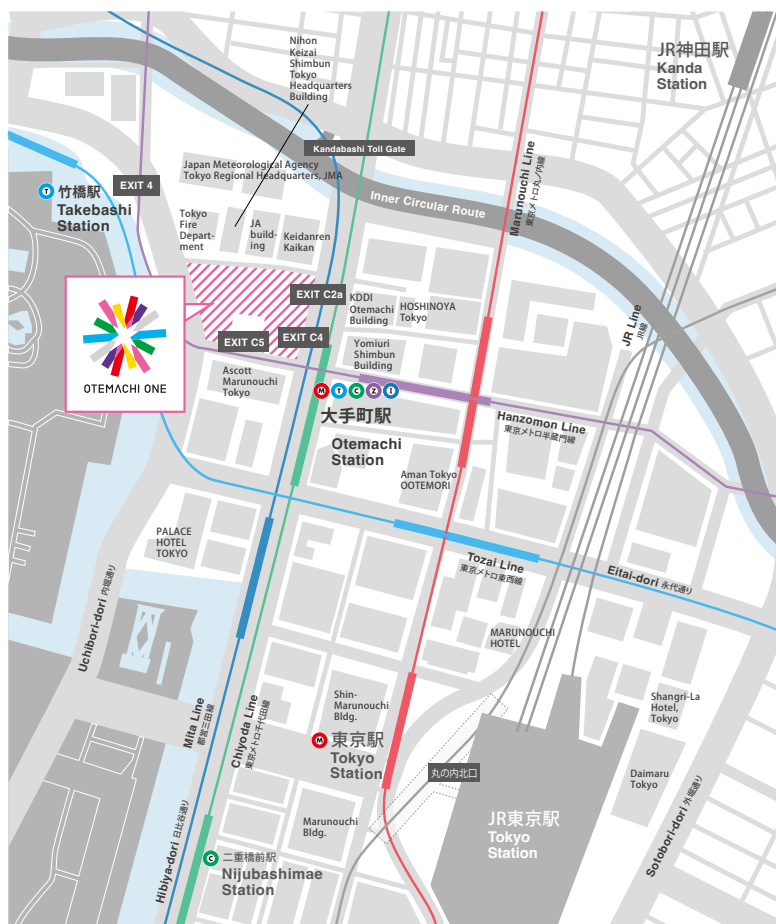 Nihon
Keizai
Shimbun
Tokyo
Headquarters
Building
JR神田駅
Kanda
Station
Kandabashi Toll Gate
Japan Meteorological Agency
Tokyo Regional Headquarters, JMA
EXIT 4
T 竹橋駅
Takebashi
Station
Inner Circular Route
Marunouchi Line
東京メトロ丸ノ内線
Tokyo
Fire
Depart-
ment
JA
build-
ing
Keidanren
Kaikan
EXIT C2a
KDDI
Otemachi
Building
HOSHINOYA
Tokyo
JR Line
JR線
EXIT C5
EXIT C4
Yomiuri
Shimbun
Building
OTEMACHI ONE
Ascott
Marunouchi
Tokyo
M T C Z I
大手町駅
Otemachi
Station
Hanzomon Line
東京メトロ半蔵門線
Aman Tokyo
OOTEMORI
PALACE
HOTEL
TOKYO
Tozai Line
東京メトロ東西線
Eitai-dori 永代通り
Uchibori-dori 内堀通り
MARUNOUCHI
HOTEL
Mita Line
都営三田線
Chiyoda Line
東京メトロ千代田線
Shin-
Marunouchi
Bldg.
Shangri-La
Hotel,
Tokyo
M 東京駅
Tokyo
Station
丸の内北口
Daimaru
Tokyo
Marunouchi
Bldg.
JR東京駅
Tokyo
Station
Hibiya-dori 日比谷通り
Sotobori-dori 外堀通り
C 二重橋前駅
Nijubashimae
Station